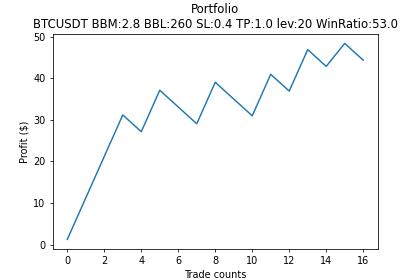 Portfolio
BTCUSDT BBM:2.8 BBL:260 SL:0.4 TP:1.0 lev:20 WinRatio:53.0
50
40
30
20
10
0
Profit ($)
0 2 4 6 8 10 12 14 16
Trade counts